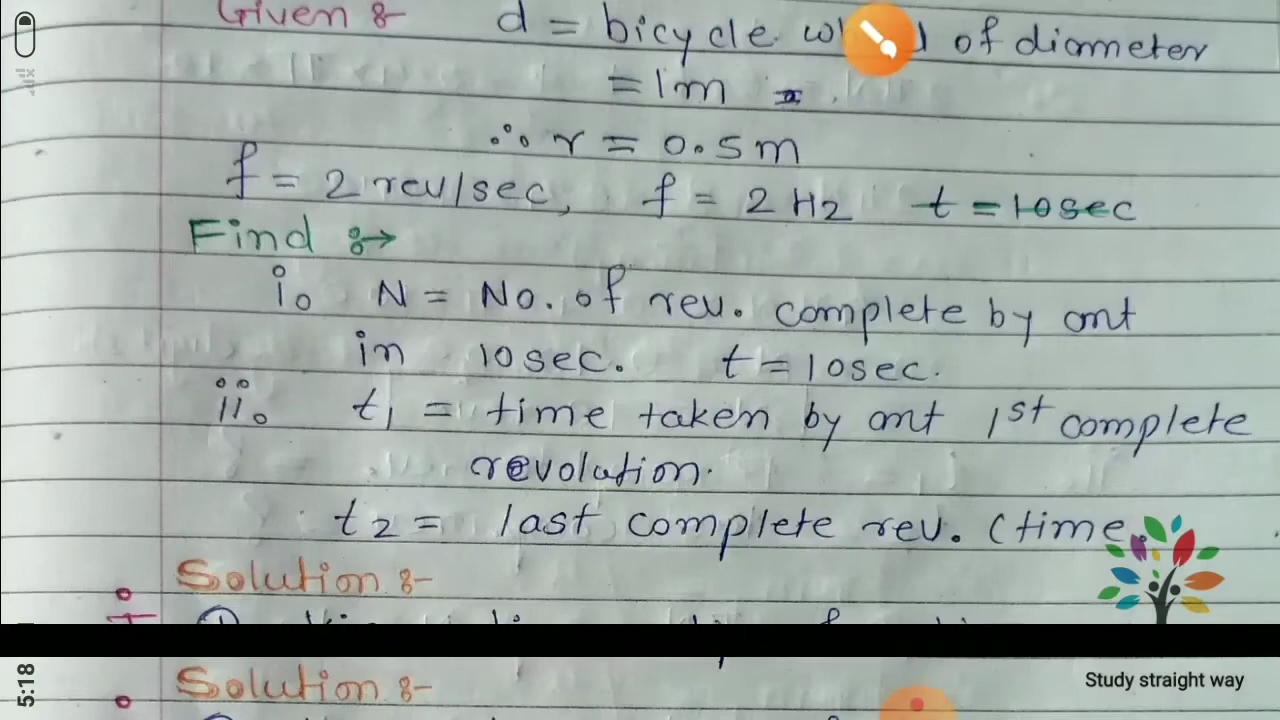 Given :-  d = bicycle of diameter
= 1m
∴ r = 0.5m
f = 2 rev/sec, f = 2 Hz t = 10sec
Find :→
i. N = No. of rev. complete by ant
in 10sec. t = 10sec.
ii. t1 = time taken by ant 1st complete
revolution.
t2 = last complete rev. (time.
Solution :-
Solution :-
5:18
Study straight way